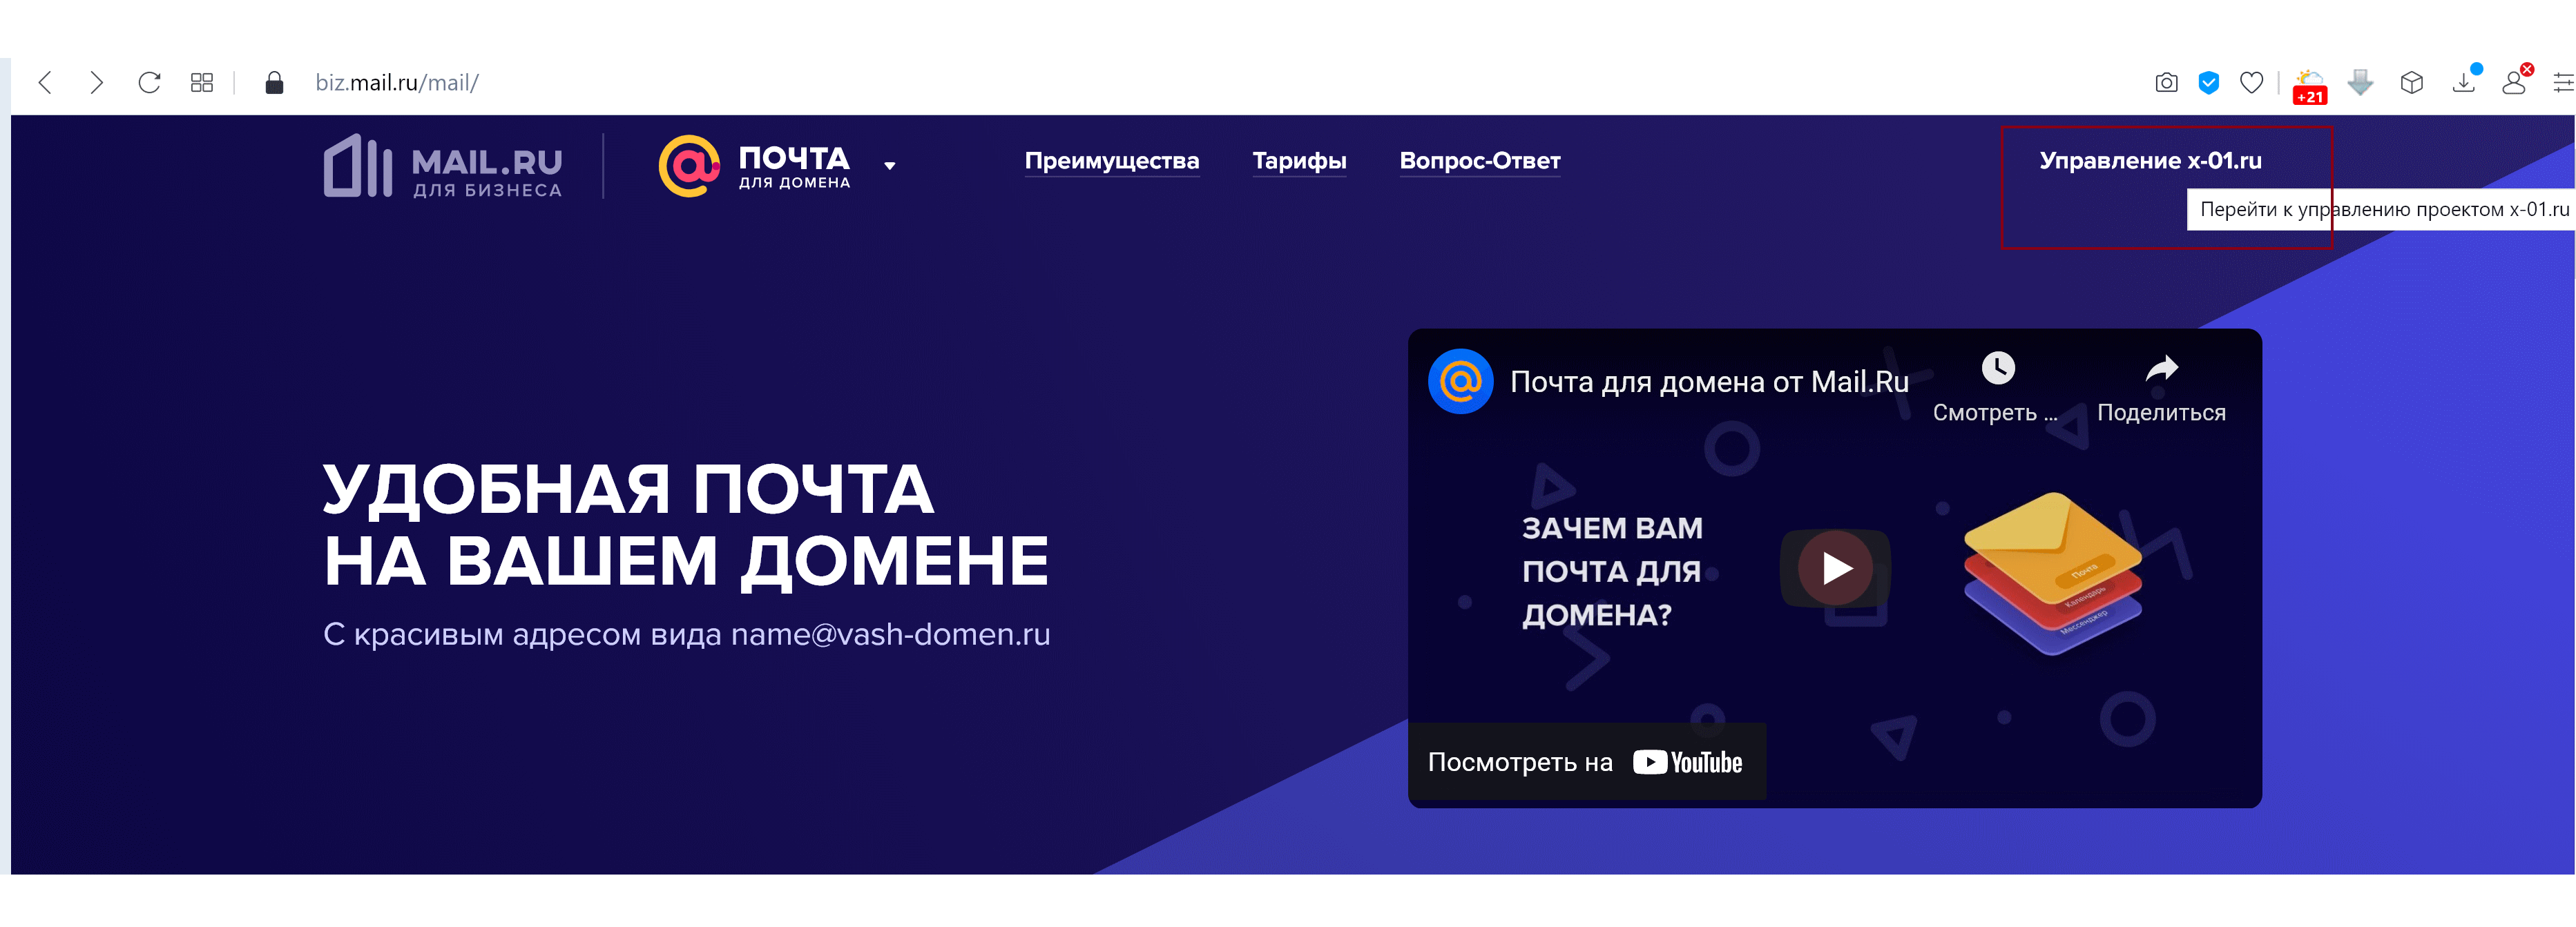 biz.mail.ru/mail/
+21
MAIL.RU
ДЛЯ БИЗНЕСА
ПОЧТА
ДЛЯ ДОМЕНА
Преимущества
Тарифы
Вопрос-Ответ
Управление x-01.ru
Перейти к управлению проектом x-01.ru
УДОБНАЯ ПОЧТА
НА ВАШЕМ ДОМЕНЕ
С красивым адресом вида name@vash-domen.ru
Почта для домена от Mail.Ru
Смотреть ...
Поделиться
ЗАЧЕМ ВАМ
ПОЧТА ДЛЯ
ДОМЕНА?
Почта
Календарь
Мессенджер
Посмотреть на YouTube